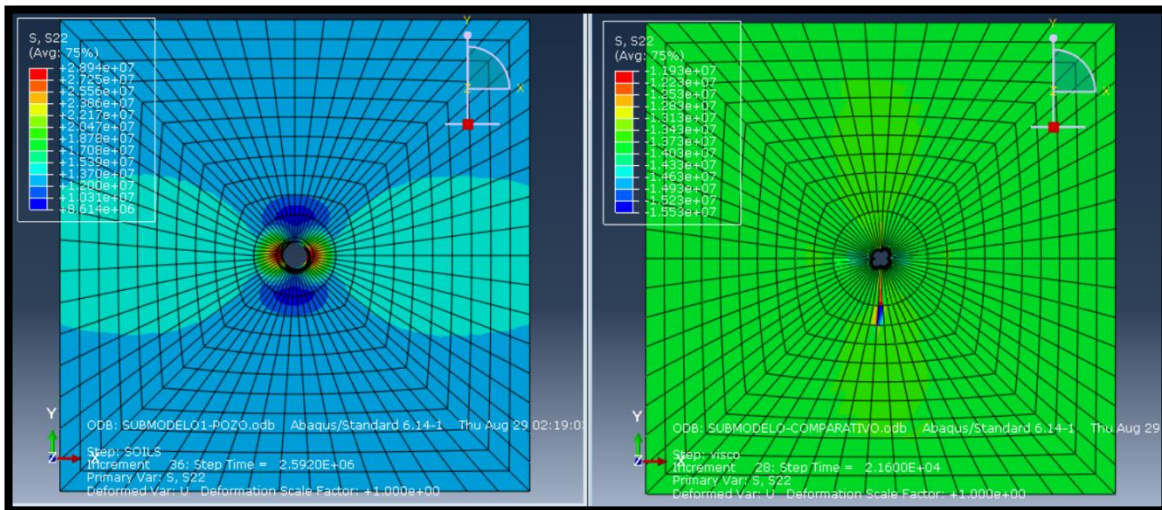 S, S22
(Avg: 75%)
+2.894e+07
+2.725e+07
+2.556e+07
+2.386e+07
+2.217e+07
+2.047e+07
+1.878e+07
+1.708e+07
+1.539e+07
+1.370e+07
+1.200e+07
+1.031e+07
+8.614e+06
Y
X
Z
Y
X
ODB: SUBMODELO1-POZO.odb Abaqus/Standard 6.14-1 Thu Aug 29 02:19:0
Step: SOILS
Increment 36: Step Time = 2.5920E+06
Primary Var: S, S22
Deformed Var: U Deformation Scale Factor: +1.000e+00
S, S22
(Avg: 75%)
-1.193e+07
-1.223e+07
-1.253e+07
-1.283e+07
-1.313e+07
-1.343e+07
-1.373e+07
-1.403e+07
-1.433e+07
-1.463e+07
-1.493e+07
-1.523e+07
-1.553e+07
Y
X
Z
Y
X
ODB: SUBMODELO-COMPARATIVO.odb Abaqus/Standard 6.14-1 Thu Aug 29
Step: visco
Increment 28: Step Time = 2.1600E+04
Primary Var: S, S22
Deformed Var: U Deformation Scale Factor: +1.000e+00